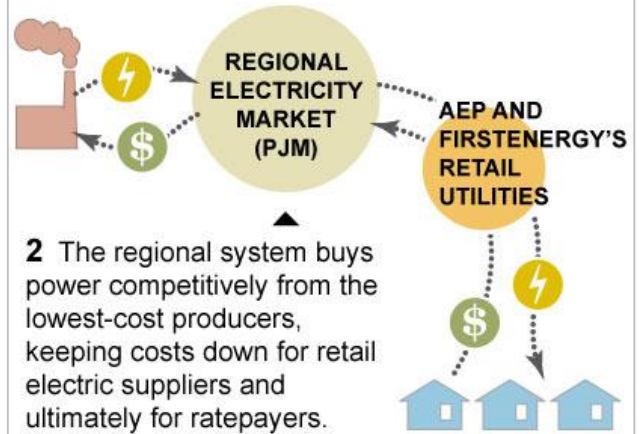 REGIONAL
ELECTRICITY
MARKET
(PJM)
AEP AND
FIRSTENERGY'S
RETAIL
UTILITIES
$
$
2 The regional system buys
power competitively from the
lowest-cost producers,
keeping costs down for retail
electric suppliers and
ultimately for ratepayers.